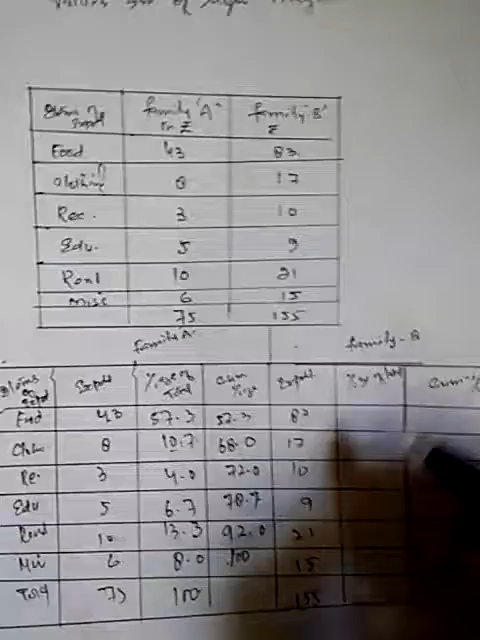 Items of Expd Family 'A' in ₹ Family 'B' ₹
Food 43 83
Clothing 8 17
Rec. 3 10
Edu. 5 9
Rent 10 21
Misc 6 15
75 155
Family A Family - B
Items of Expd Expd %age of Total Cum %age Expd
Food 43 57.3 57.3 83
Clo 8 10.7 68.0 17
Re. 3 4.0 72.0 10
Edu 5 6.7 78.7 9
Rent 10 13.3 92.0 21
Mis 6 8.0 100 15
Total 75 100 155